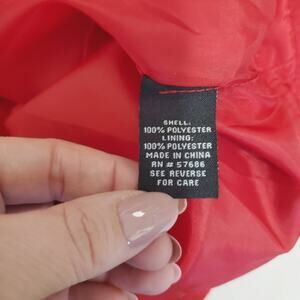 SHELL:
100% POLYESTER
LINING:
100% POLYESTER
MADE IN CHINA
RN # 57686
SEE REVERSE
FOR CARE